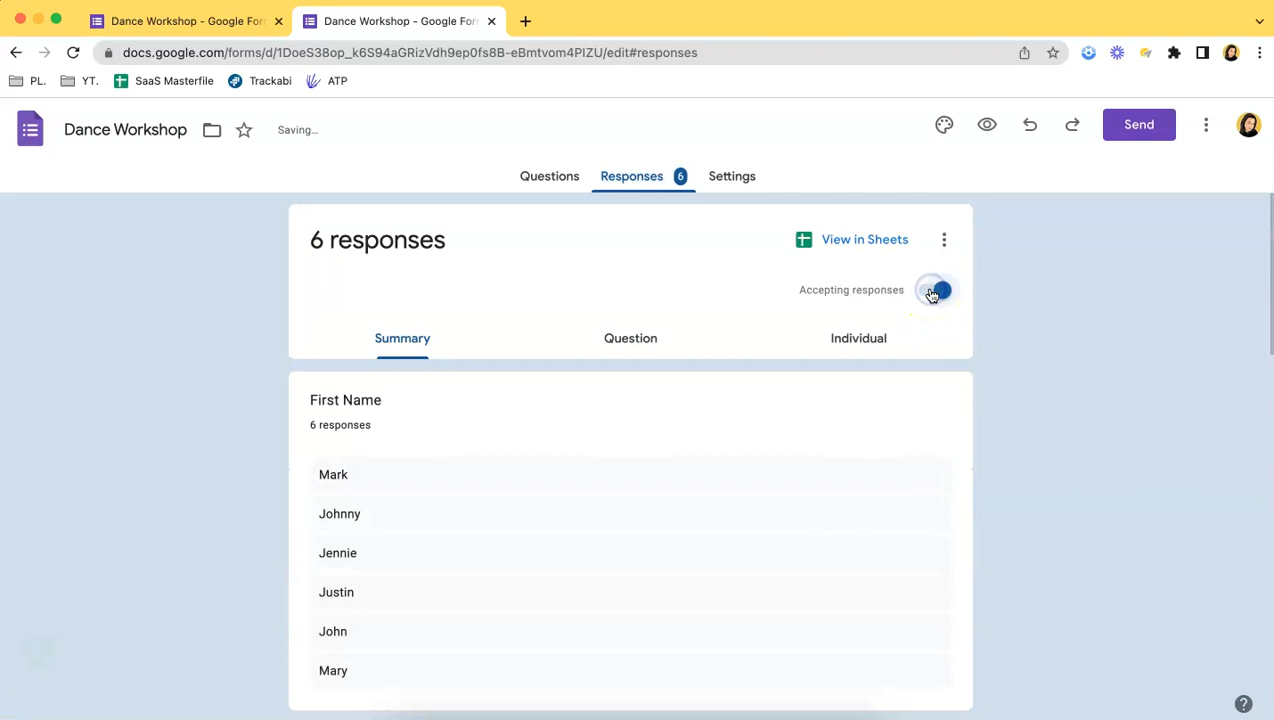 Dance Workshop - Google For
Dance Workshop - Google For
docs.google.com/forms/d/1DoeS38op_k6S94aGRizVdh9ep0fs8B-eBmtvom4PIZU/edit#responses
PL. YT. SaaS Masterfile Trackabi ATP
Dance Workshop Saving... Send
Questions Responses 6 Settings
6 responses View in Sheets
Accepting responses
Summary Question Individual
First Name
6 responses
Mark
Johnny
Jennie
Justin
John
Mary